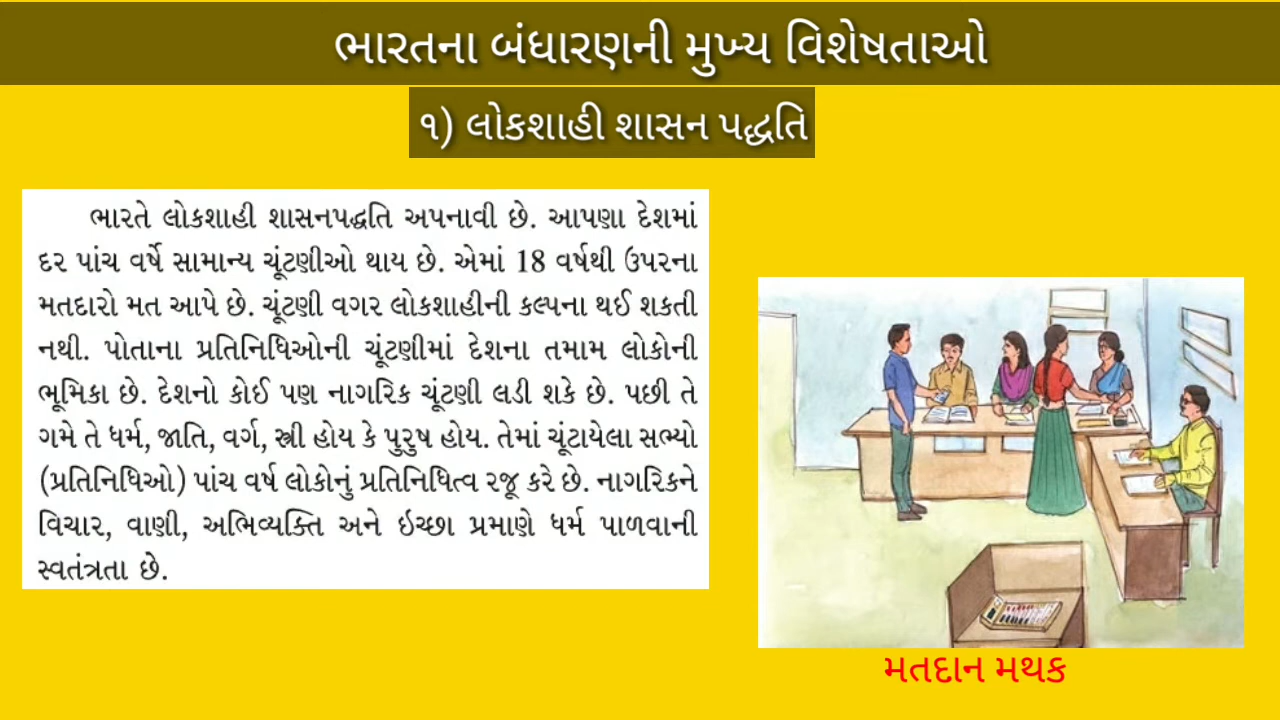 ભારતના બંધારણની મુખ્ય વિશેષતાઓ
૧) લોકશાહી શાસન પદ્ધતિ
ભારતે લોકશાહી શાસનપદ્ધતિ અપનાવી છે. આપણા દેશમાં
દર પાંચ વર્ષે સામાન્ય ચૂંટણીઓ થાય છે. એમાં 18 વર્ષથી ઉપરના
મતદારો મત આપે છે. ચૂંટણી વગર લોકશાહીની કલ્પના થઈ શકતી
નથી. પોતાના પ્રતિનિધિઓની ચૂંટણીમાં દેશના તમામ લોકોની
ભૂમિકા છે. દેશનો કોઈ પણ નાગરિક ચૂંટણી લડી શકે છે. પછી તે
ગમે તે ધર્મ, જાતિ, વર્ગ, સ્ત્રી હોય કે પુરુષ હોય. તેમાં ચૂંટાયેલા સભ્યો
(પ્રતિનિધિઓ) પાંચ વર્ષ લોકોનું પ્રતિનિધિત્વ રજૂ કરે છે. નાગરિકને
વિચાર, વાણી, અભિવ્યક્તિ અને ઇચ્છા પ્રમાણે ધર્મ પાળવાની
સ્વતંત્રતા છે.
મતદાન મથક